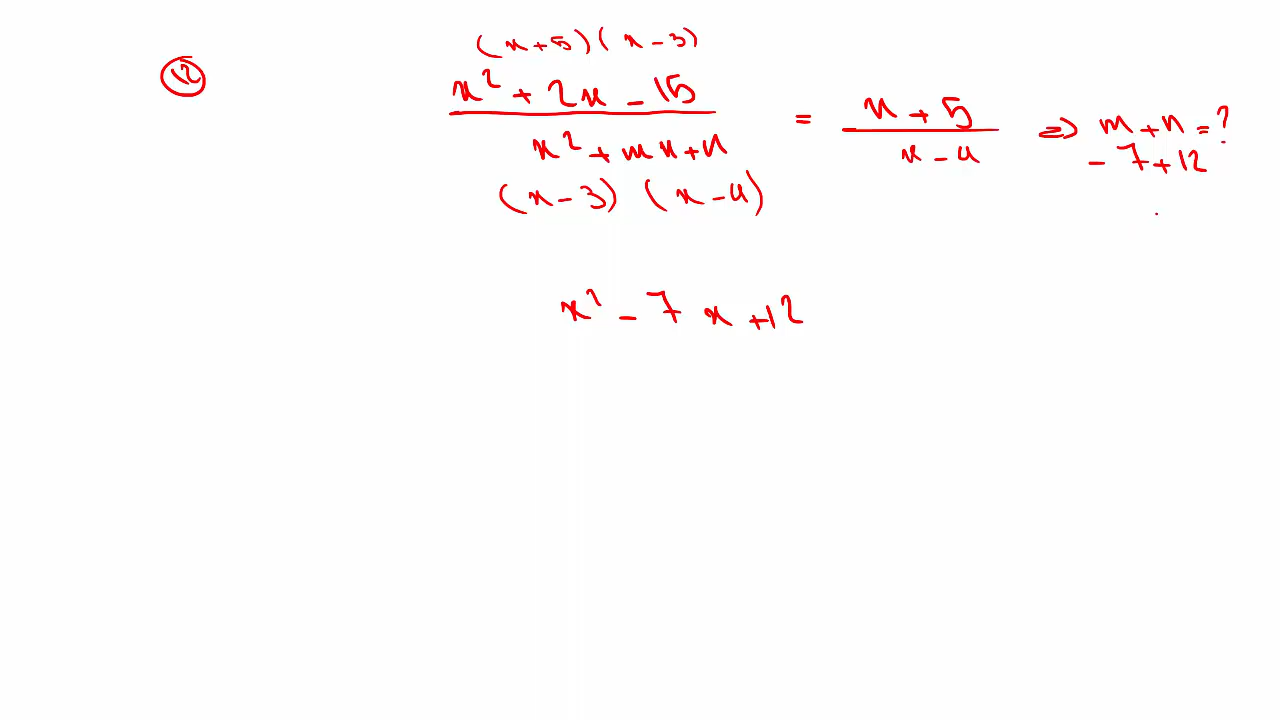 (12)
(x+5)(x-3)
x² + 2x - 15 / x² + mx + n = x + 5 / x - 4 ⇒ m + n = ?
(x-3) (x-4)
-7+12
x² - 7x + 12